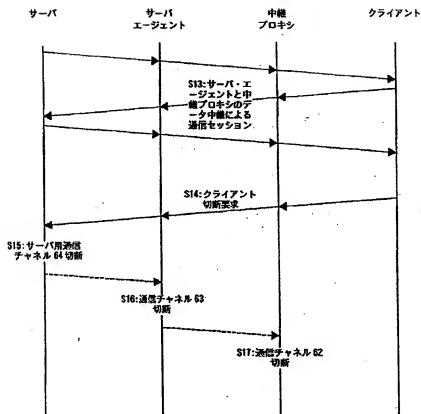 サーバ
サーバ
エージェント
中継
プロキシ
クライアント
S13:サーバ・エ
ージェントと中
継プロキシのデ
ータ中継による
通信セッション
S14:クライアント
切断要求
S15:サーバ用通信
チャネル 64 切断
S16:通信チャネル 63
切断
S17:通信チャネル 62
切断